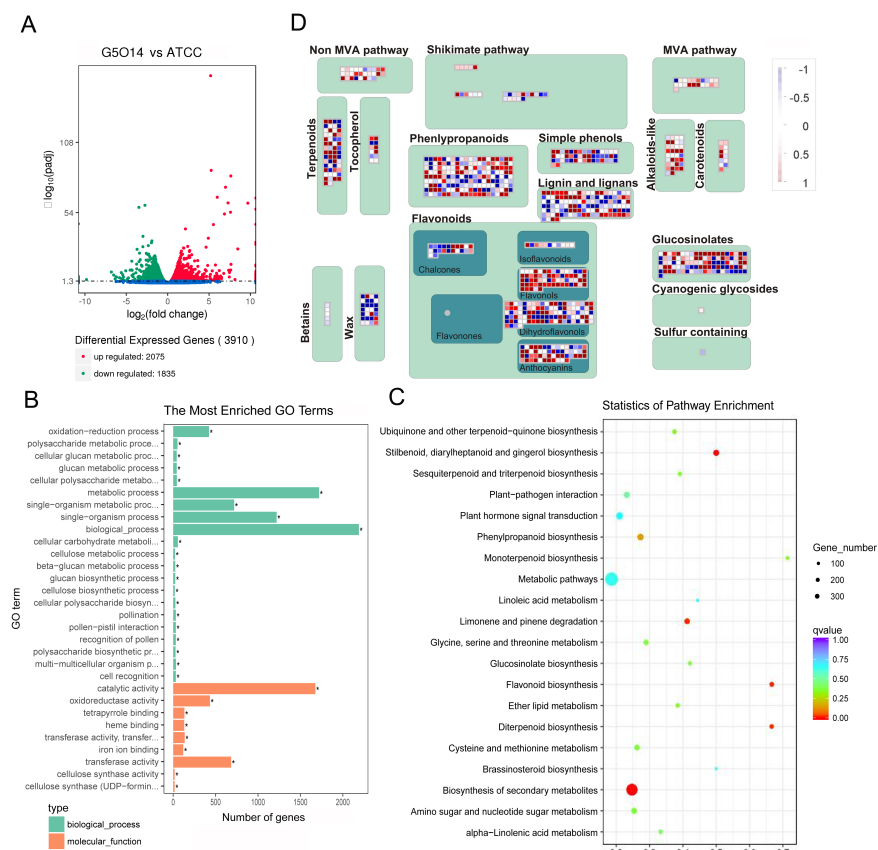 A
G5O14 vs ATCC
108
54
1.3
□ log₁₀(padj)
-10
-5
0
5
10
log₂(fold change)
Differential Expressed Genes ( 3910 )
up regulated: 2075
down regulated: 1835
D
Non MVA pathway
Shikimate pathway
MVA pathway
Terpenoids
Tocopherol
Phenlypropanoids
Simple phenols
Lignin and lignans
Alkaloids-like
Carotenoids
−1
-0.5
0
0.5
1
Flavonoids
Chalcones
Isoflavonoids
Flavonols
Flavonones
Dihydroflavonols
Anthocyanins
Betains
Wax
Glucosinolates
Cyanogenic glycosides
Sulfur containing
B
The Most Enriched GO Terms
GO term
oxidation−reduction process
polysaccharide metabolic proce...
cellular glucan metabolic proc...
glucan metabolic process
cellular polysaccharide metabo...
metabolic process
single−organism metabolic proc...
single−organism process
biological_process
cellular carbohydrate metaboli...
cellulose metabolic process
beta−glucan metabolic process
glucan biosynthetic process
cellulose biosynthetic process
cellular polysaccharide biosyn...
pollination
pollen−pistil interaction
recognition of pollen
polysaccharide biosynthetic pr...
multi−multicellular organism p...
cell recognition
catalytic activity
oxidoreductase activity
tetrapyrrole binding
heme binding
transferase activity, transfer...
iron ion binding
transferase activity
cellulose synthase activity
cellulose synthase (UDP−formin...
0
500
1000
1500
2000
Number of genes
type
biological_process
molecular_function
C
Statistics of Pathway Enrichment
Ubiquinone and other terpenoid−quinone biosynthesis
Stilbenoid, diarylheptanoid and gingerol biosynthesis
Sesquiterpenoid and triterpenoid biosynthesis
Plant−pathogen interaction
Plant hormone signal transduction
Phenylpropanoid biosynthesis
Monoterpenoid biosynthesis
Metabolic pathways
Linoleic acid metabolism
Limonene and pinene degradation
Glycine, serine and threonine metabolism
Glucosinolate biosynthesis
Flavonoid biosynthesis
Ether lipid metabolism
Diterpenoid biosynthesis
Cysteine and methionine metabolism
Brassinosteroid biosynthesis
Biosynthesis of secondary metabolites
Amino sugar and nucleotide sugar metabolism
alpha−Linolenic acid metabolism
Gene_number
100
200
300
qvalue
1.00
0.75
0.50
0.25
0.00